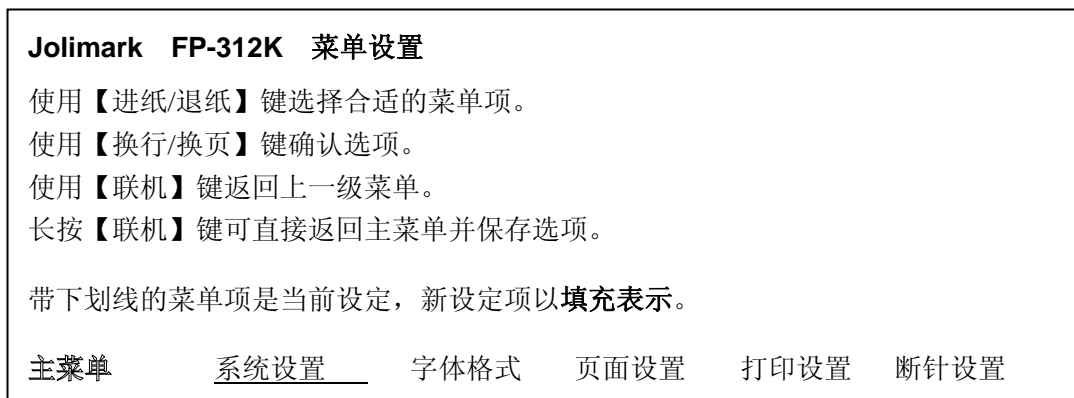 Jolimark FP-312K 菜单设置
使用【进纸/退纸】键选择合适的菜单项。
使用【换行/换页】键确认选项。
使用【联机】键返回上一级菜单。
长按【联机】键可直接返回主菜单并保存选项。
带下划线的菜单项是当前设定，新设定项以填充表示。
主菜单 系统设置 字体格式 页面设置 打印设置 断针设置